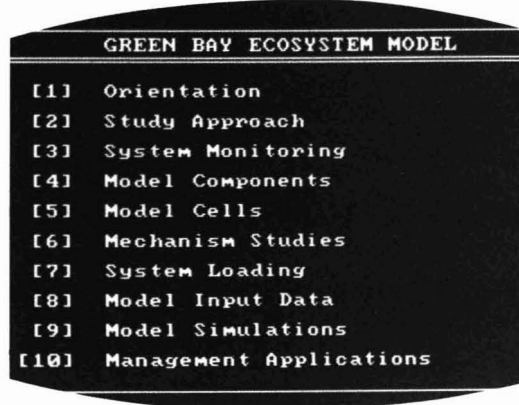 GREEN BAY ECOSYSTEM MODEL
[1] Orientation
[2] Study Approach
[3] System Monitoring
[4] Model Components
[5] Model Cells
[6] Mechanism Studies
[7] System Loading
[8] Model Input Data
[9] Model Simulations
[10] Management Applications